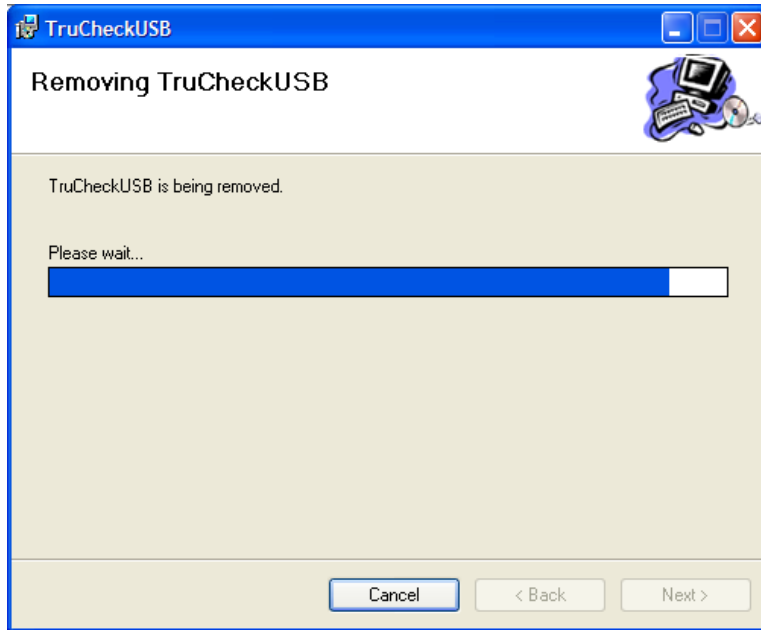 TruCheckUSB
Removing TruCheckUSB
TruCheckUSB is being removed.
Please wait...
Cancel
< Back
Next >